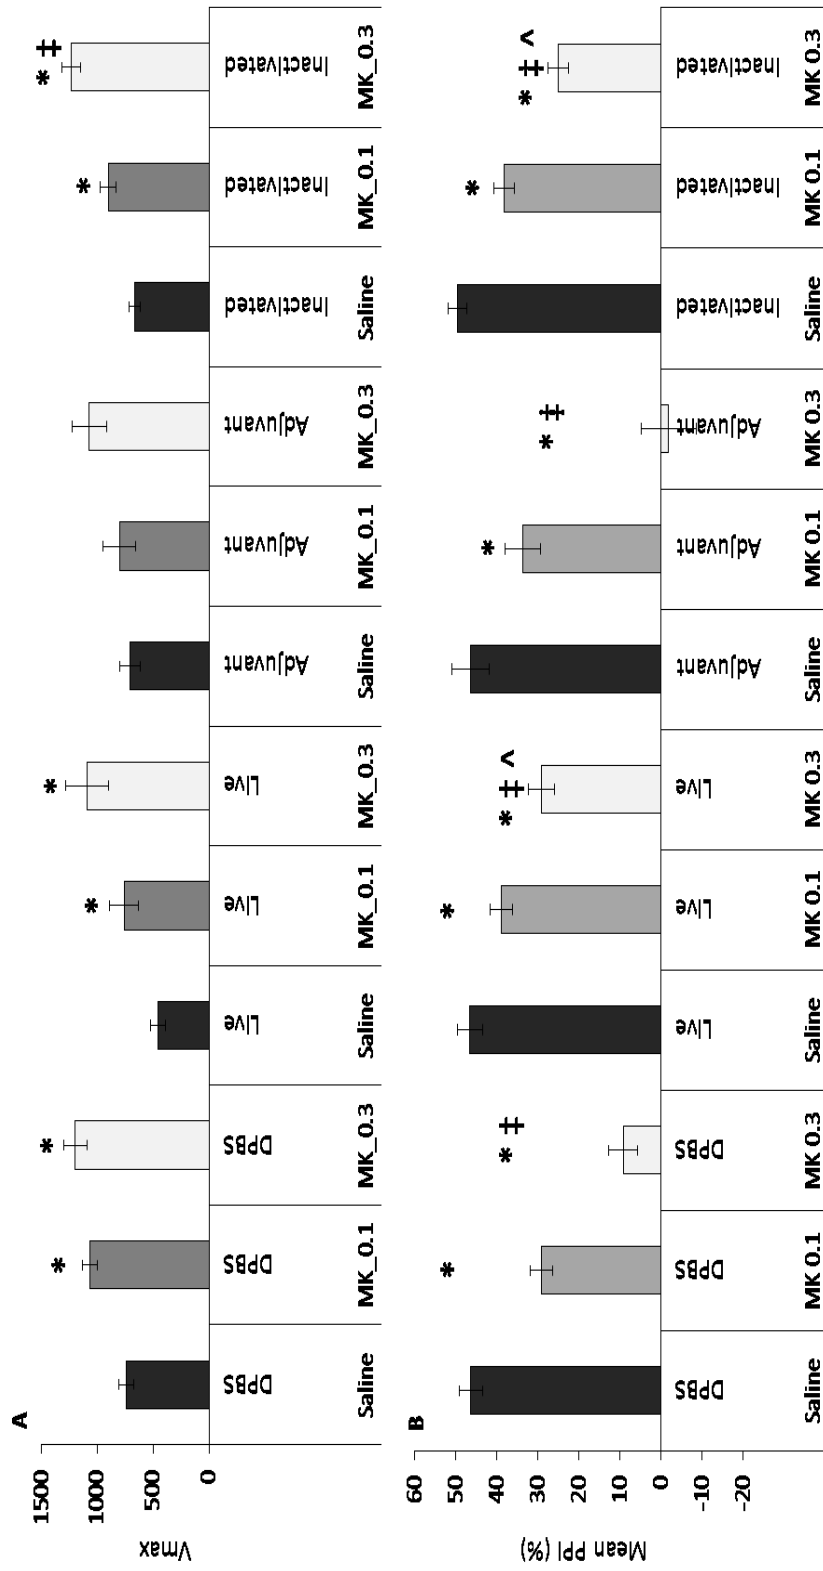 A
Vmax
1500
1000
500
0
DPBS
DPBS
DPBS
Live
Live
Live
Adjuvant
Adjuvant
Adjuvant
Inactivated
Inactivated
Inactivated
Saline
MK_0.1
MK_0.3
Saline
MK_0.1
MK_0.3
Saline
MK_0.1
MK_0.3
Saline
MK_0.1
MK_0.3
*
*
*
*
*
* ‡
B
Mean PPI (%)
60
50
40
30
20
10
0
-10
-20
DPBS
DPBS
DPBS
Live
Live
Live
Adjuvant
Adjuvant
Adjuvant
Inactivated
Inactivated
Inactivated
Saline
MK 0.1
MK 0.3
Saline
MK 0.1
MK 0.3
Saline
MK 0.1
MK 0.3
Saline
MK 0.1
MK 0.3
*
* ‡
*
* ‡ ^
*
* ‡
*
* ‡ ^